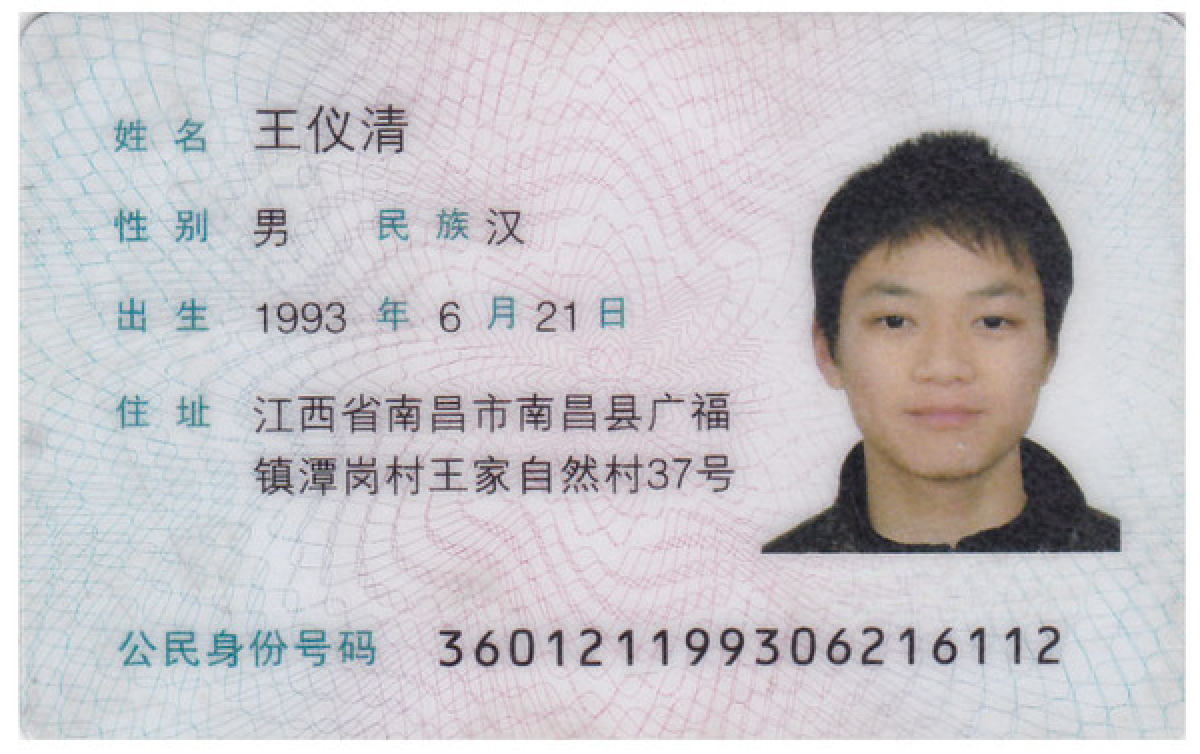 姓名 王仪清
性别 男 民族 汉
出生 1993 年 6 月 21 日
住址 江西省南昌市南昌县广福
镇潭岗村王家自然村37号
公民身份号码 360121199306216112